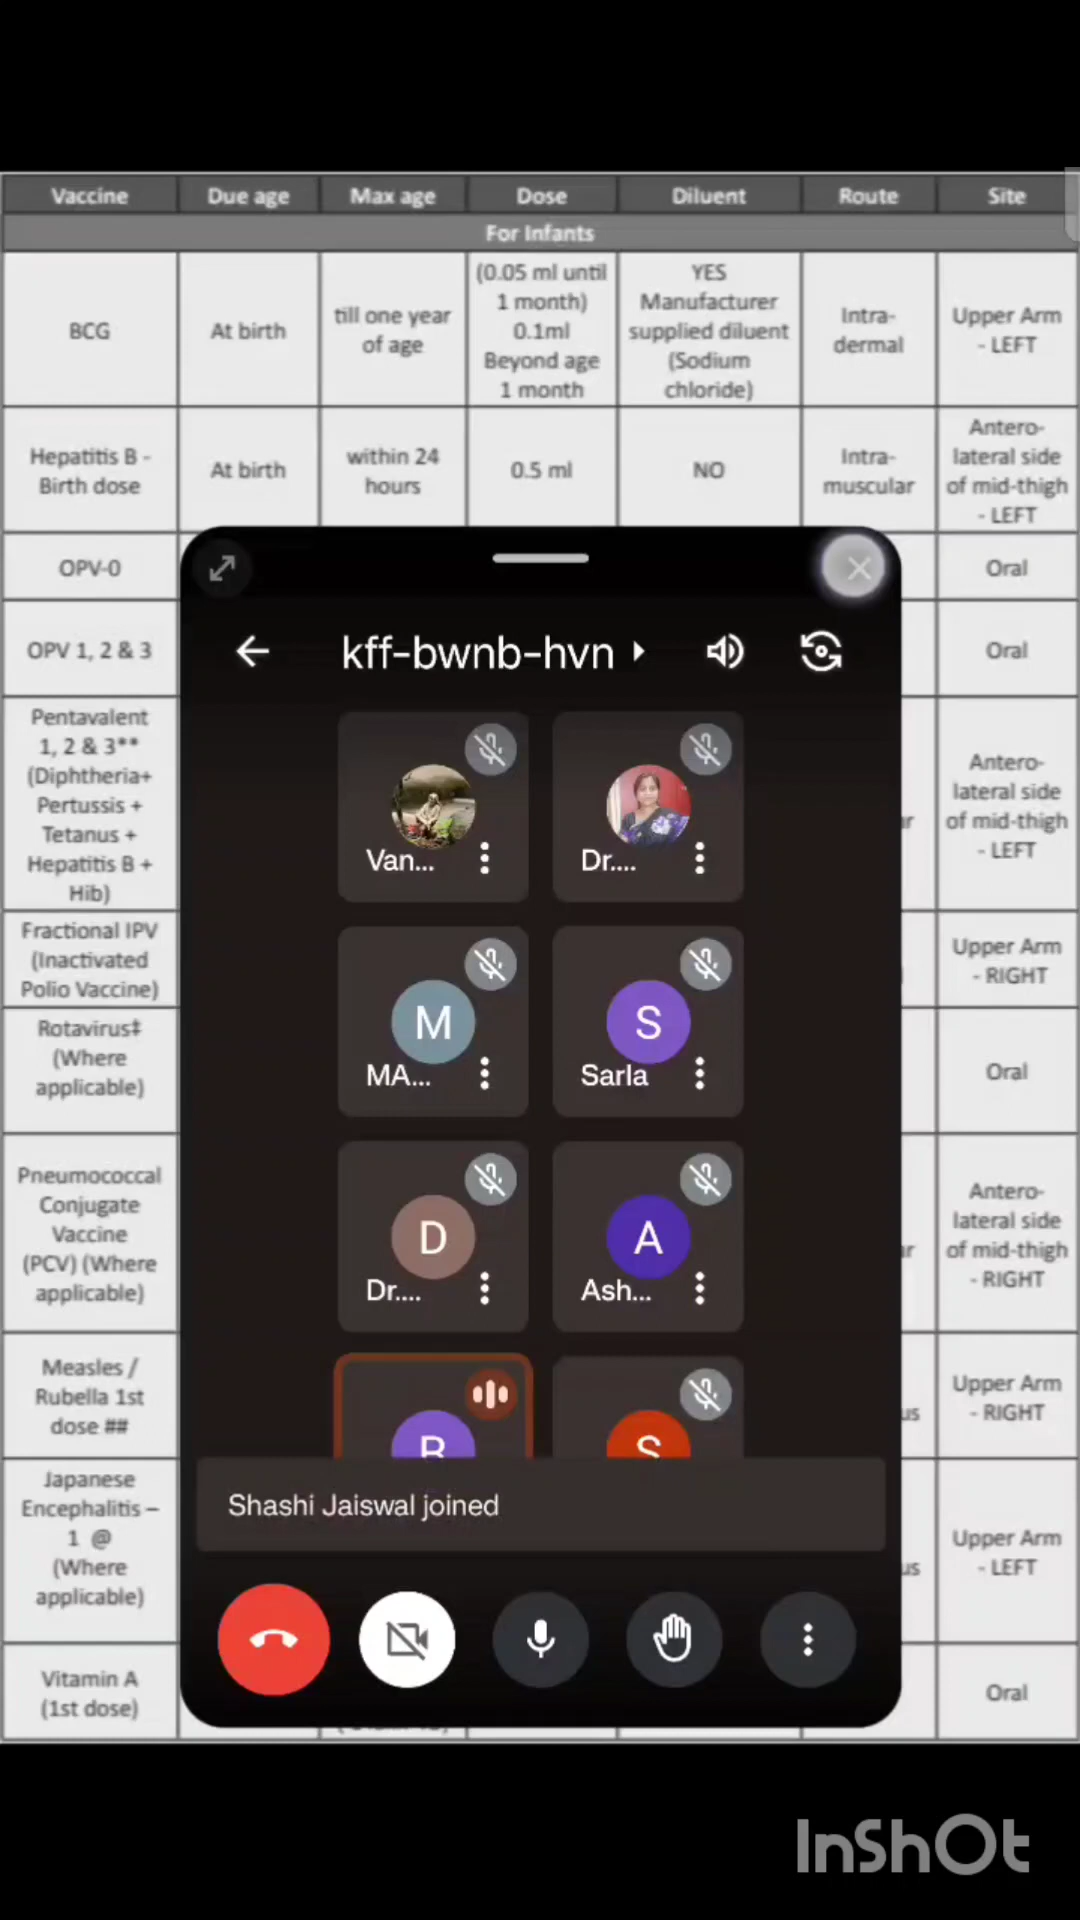 Vaccine
Due age
Max age
Dose
Diluent
Route
Site
For Infants
BCG
At birth
till one year
of age
(0.05 ml until
1 month)
0.1ml
Beyond age
1 month
YES
Manufacturer
supplied diluent
(Sodium
chloride)
Intra-
dermal
Upper Arm
- LEFT
Hepatitis B -
Birth dose
At birth
within 24
hours
0.5 ml
NO
Intra-
muscular
Antero-
lateral side
of mid-thigh
- LEFT
OPV-0
Oral
OPV 1, 2 & 3
Oral
Pentavalent
1, 2 & 3**
(Diphtheria+
Pertussis +
Tetanus +
Hepatitis B +
Hib)
Antero-
lateral side
of mid-thigh
- LEFT
Fractional IPV
(Inactivated
Polio Vaccine)
Upper Arm
- RIGHT
Rotavirus‡
(Where
applicable)
Oral
Pneumococcal
Conjugate
Vaccine
(PCV) (Where
applicable)
Antero-
lateral side
of mid-thigh
- RIGHT
Measles /
Rubella 1st
dose ##
Upper Arm
- RIGHT
Japanese
Encephalitis –
1 @
(Where
applicable)
Upper Arm
- LEFT
Vitamin A
(1st dose)
Oral
kff-bwnb-hvn
Van...
Dr....
M
MA...
S
Sarla
D
Dr....
A
Ash...
S
Shashi Jaiswal joined
InShOt